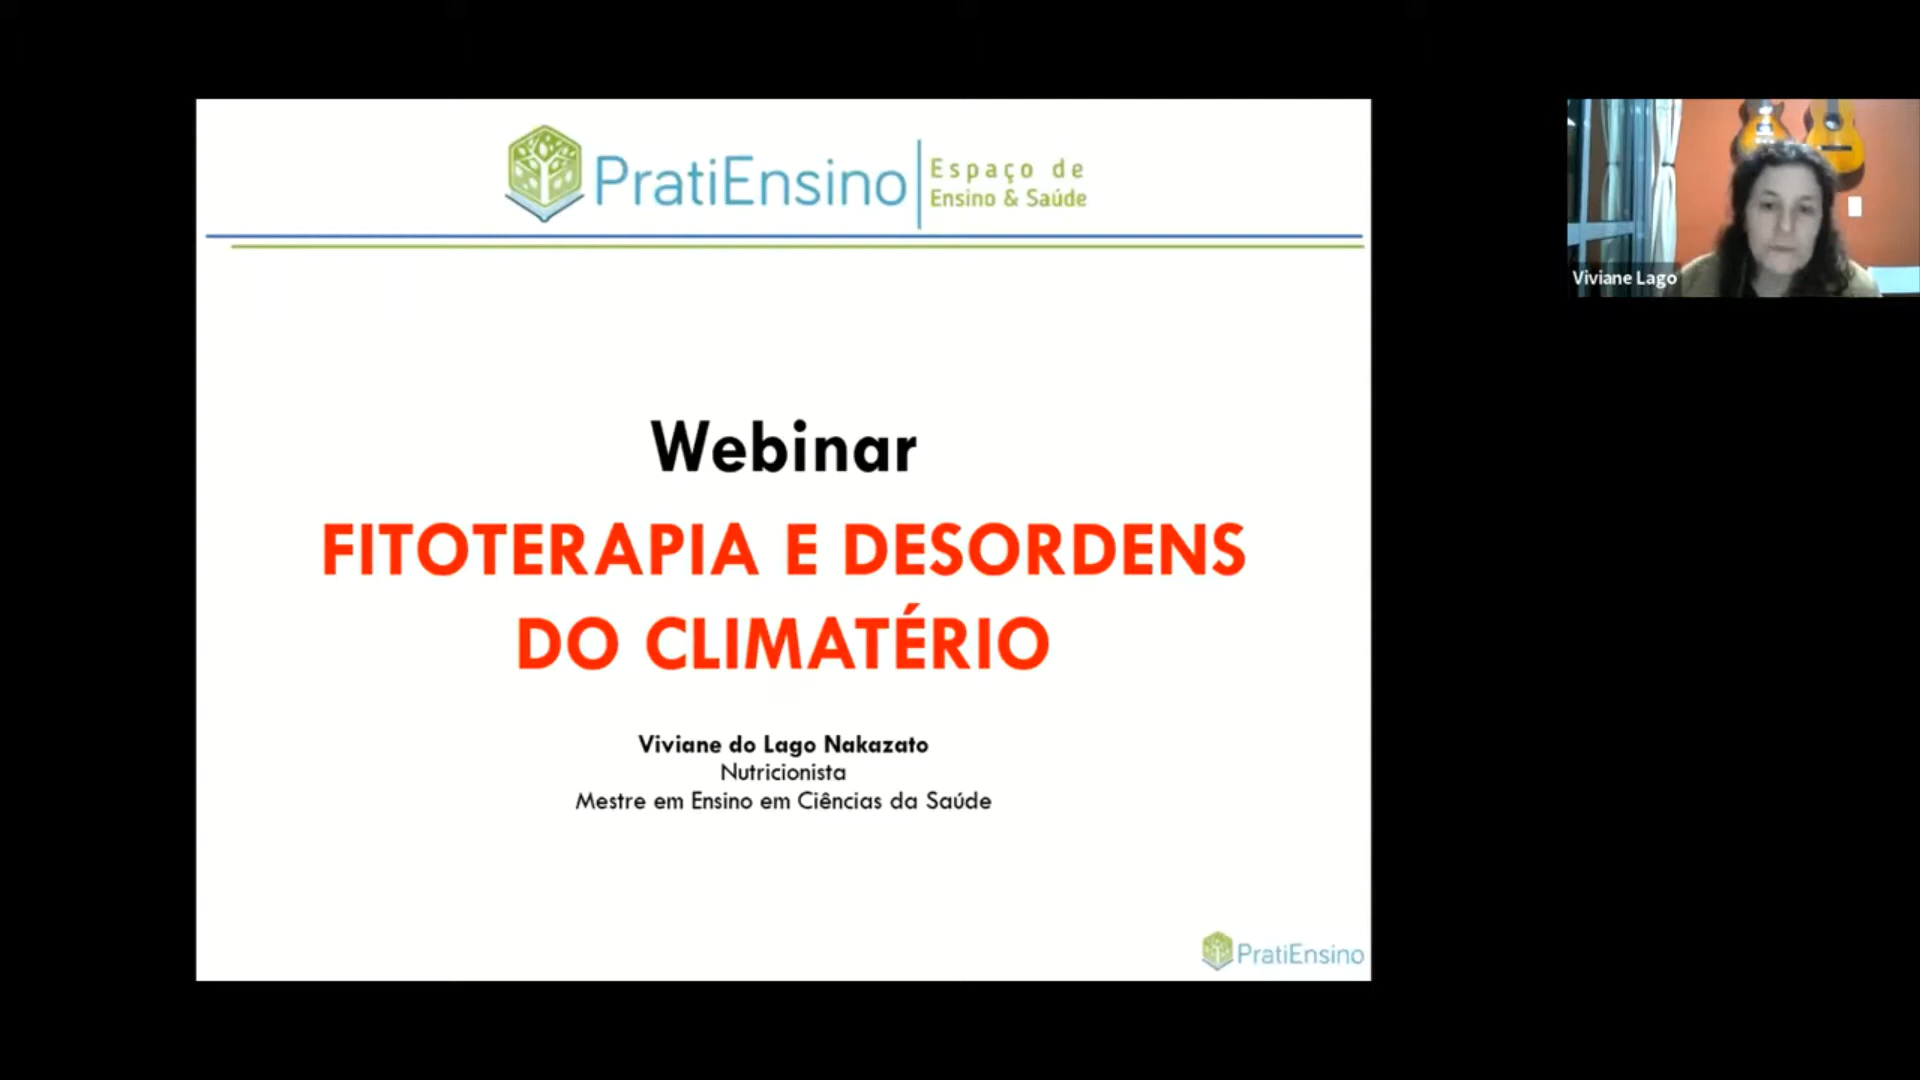 PratiEnsino
Espaço de
Ensino & Saúde
Webinar
FITOTERAPIA E DESORDENS
DO CLIMATÉRIO
Viviane do Lago Nakazato
Nutricionista
Mestre em Ensino em Ciências da Saúde
PratiEnsino
Viviane Lago